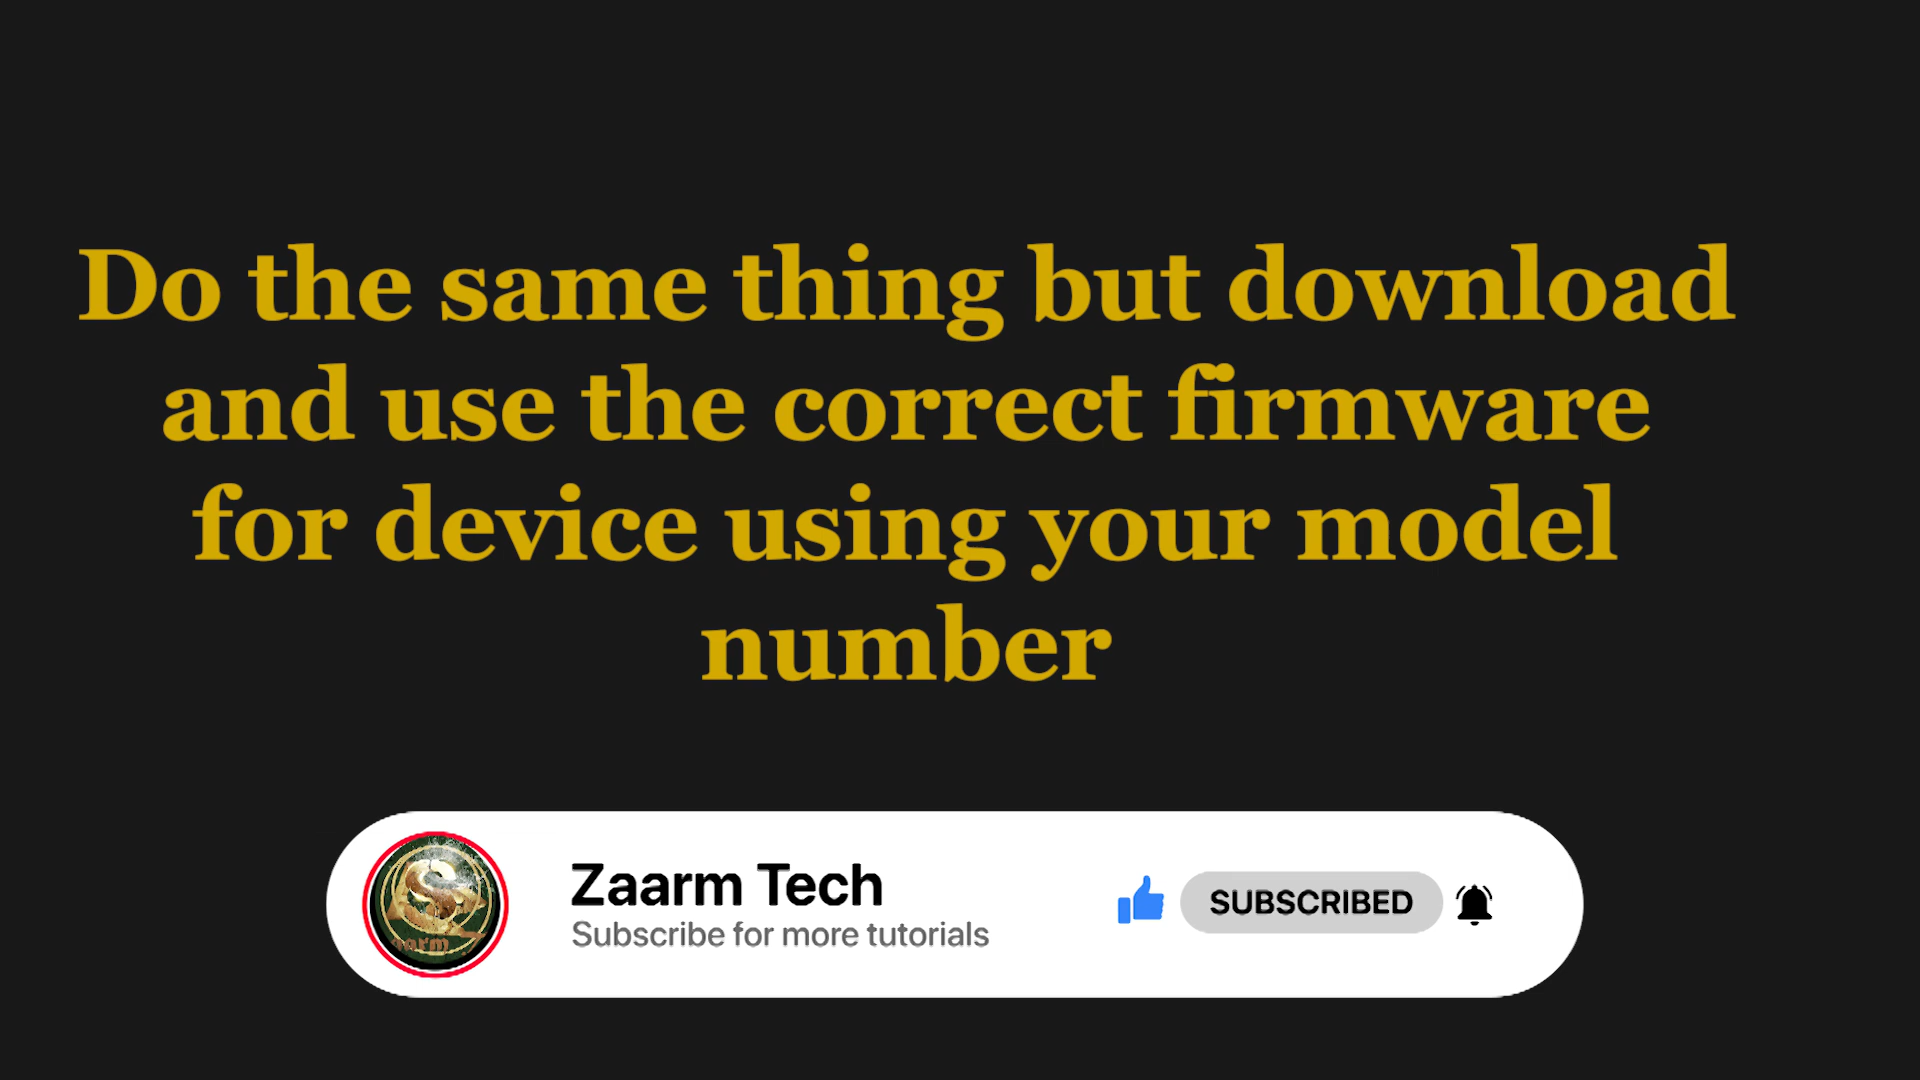 Do the same thing but download
and use the correct firmware
for device using your model
number
Zaarm Tech
Subscribe for more tutorials
SUBSCRIBED